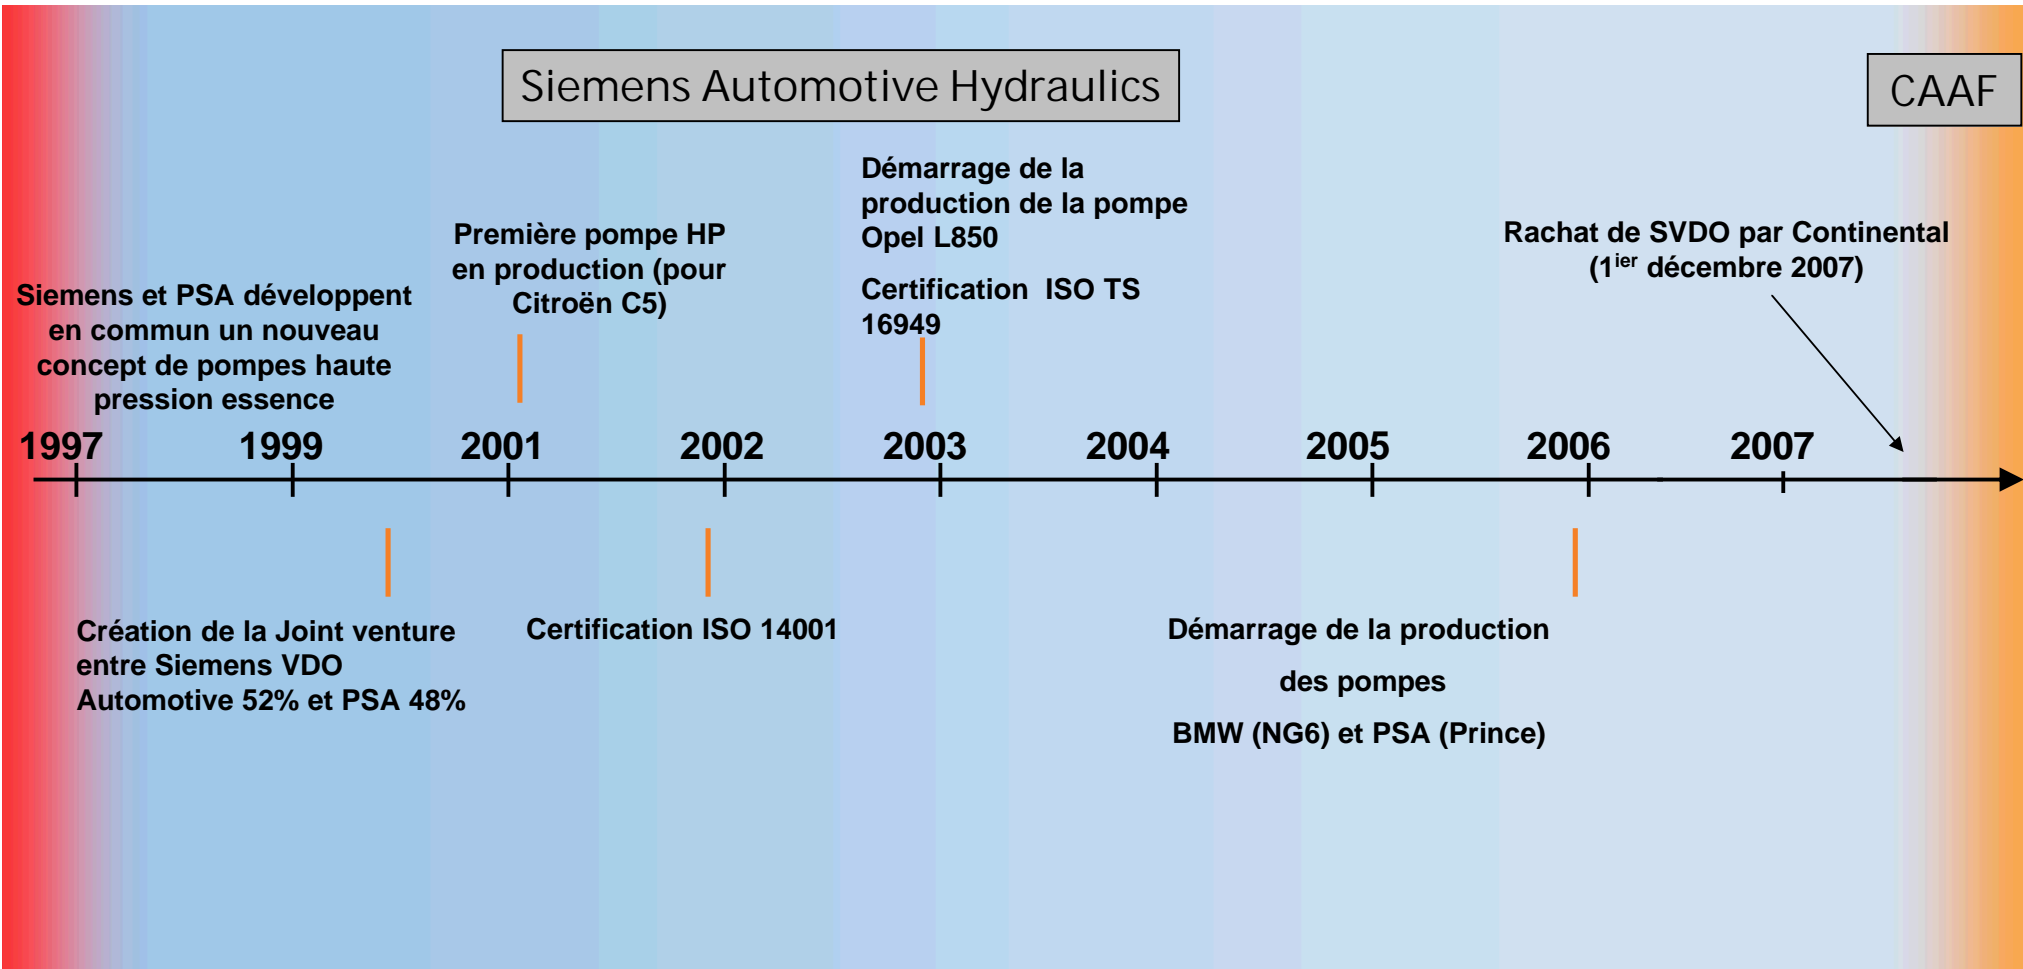 Siemens Automotive Hydraulics
CAAF
Siemens et PSA développent
en commun un nouveau
concept de pompes haute
pression essence
Première pompe HP
en production (pour
Citroën C5)
Démarrage de la
production de la pompe
Opel L850
Certification ISO TS
16949
Rachat de SVDO par Continental
(1ier décembre 2007)
1997 1999 2001 2002 2003 2004 2005 2006 2007
Création de la Joint venture
entre Siemens VDO
Automotive 52% et PSA 48%
Certification ISO 14001
Démarrage de la production
des pompes
BMW (NG6) et PSA (Prince)